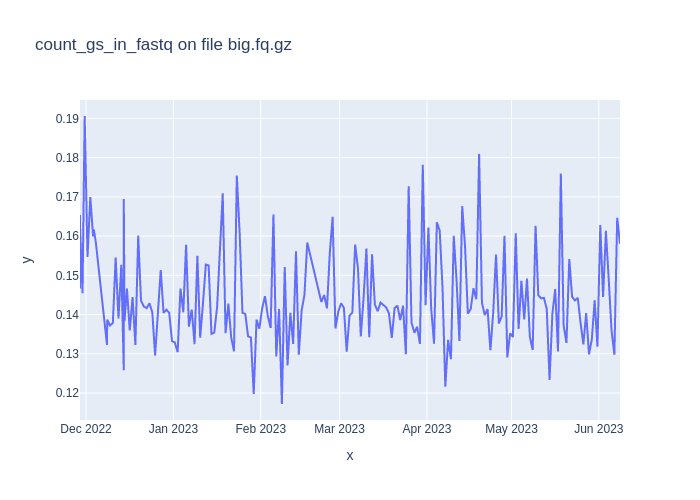 count_gs_in_fastq on file big.fq.gz
0.19
0.18
0.17
0.16
0.15
0.14
0.13
0.12
y
Dec 2022 Jan 2023 Feb 2023 Mar 2023 Apr 2023 May 2023 Jun 2023
x